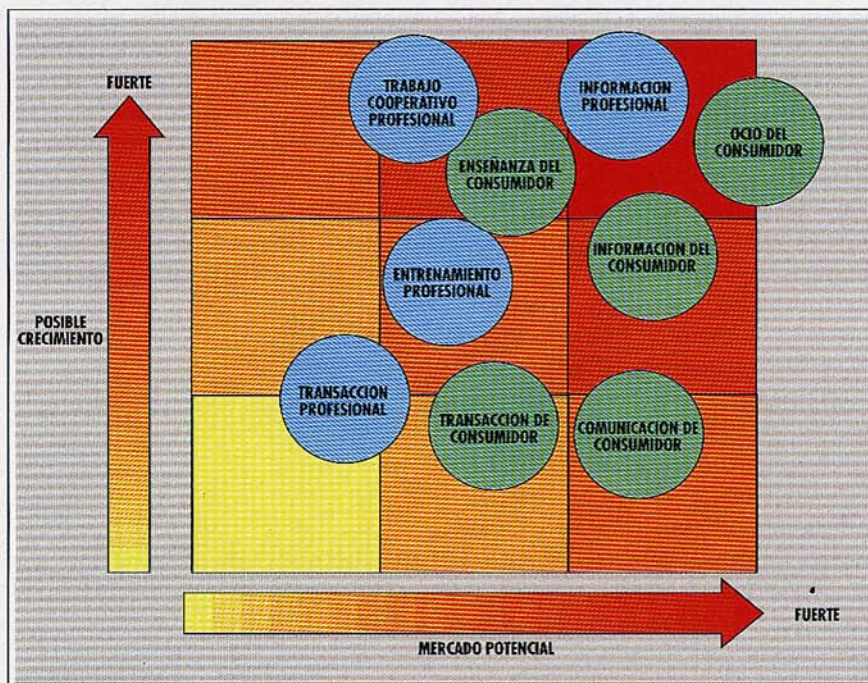 FUERTE
TRABAJO
COOPERATIVO
PROFESIONAL
INFORMACION
PROFESIONAL
OCIO DEL
CONSUMIDOR
ENSEÑANZA DEL
CONSUMIDOR
INFORMACION DEL
CONSUMIDOR
ENTRENAMIENTO
PROFESIONAL
POSIBLE
CRECIMIENTO
TRANSACCION
PROFESIONAL
TRANSACCION DE
CONSUMIDOR
COMUNICACION DE
CONSUMIDOR
FUERTE
MERCADO POTENCIAL